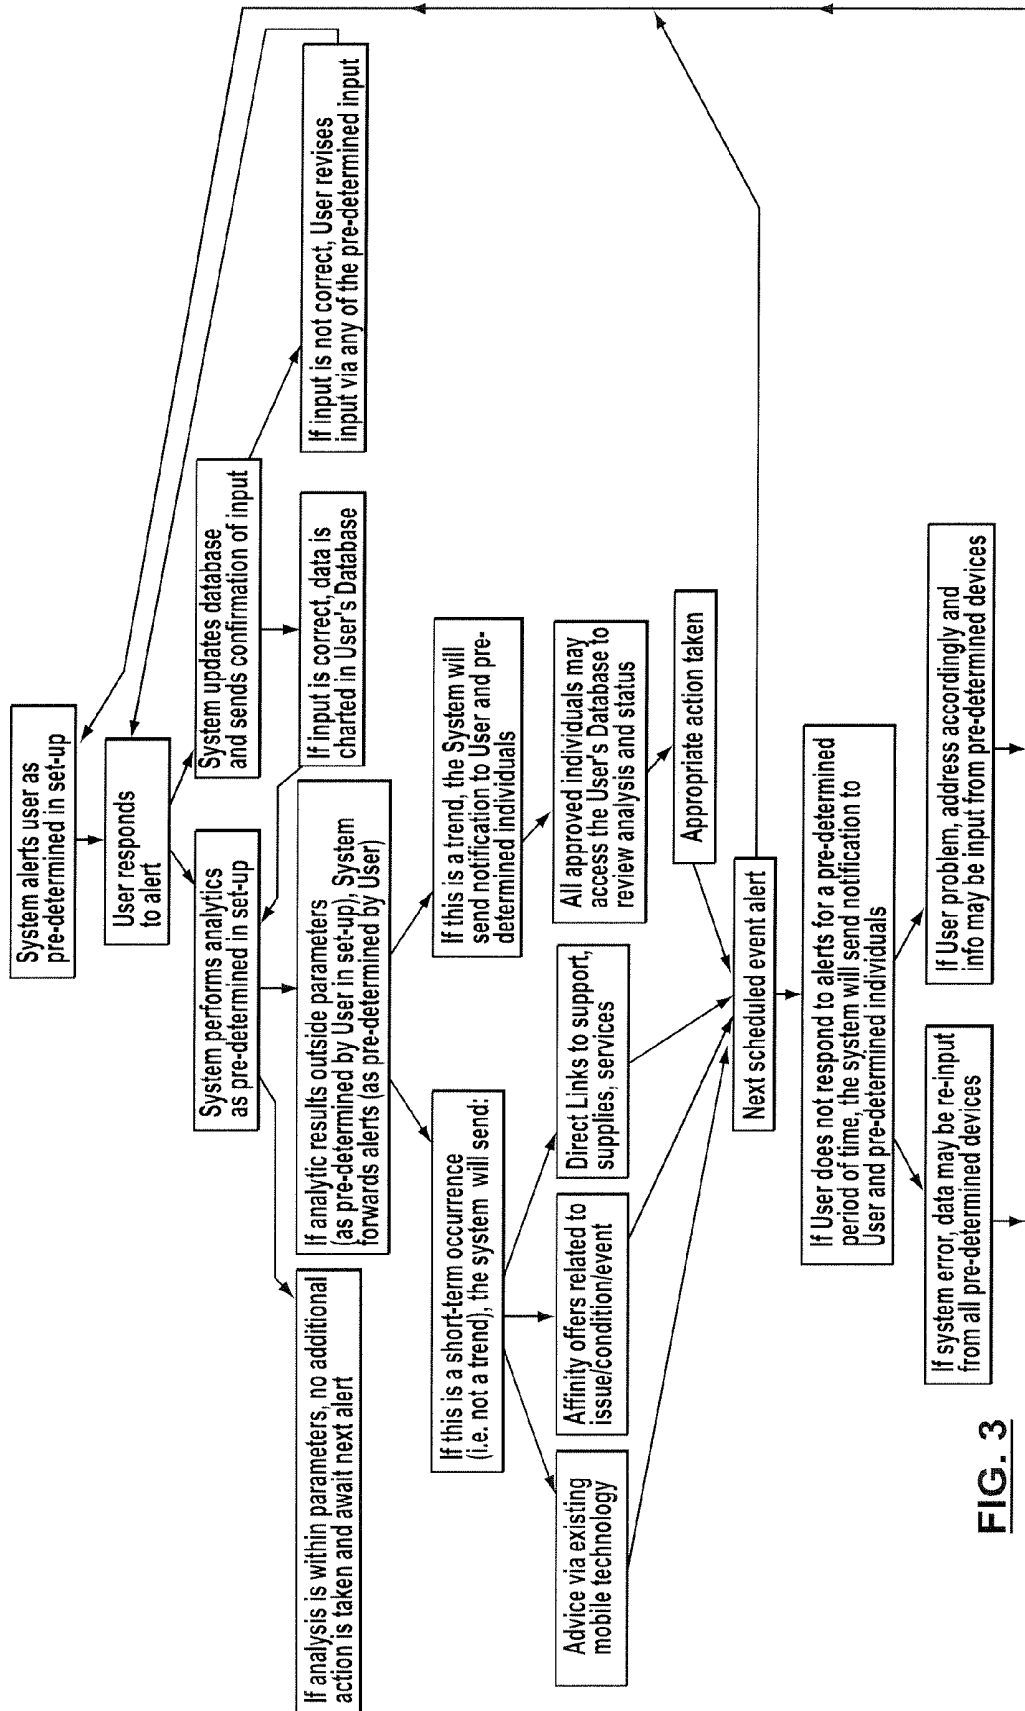 System alerts user as
pre-determined in set-up
User responds
to alert
System performs analytics
as pre-determined in set-up
System updates database
and sends confirmation of input
If analysis is within parameters, no additional
action is taken and await next alert
If analytic results outside parameters
(as pre-determined by User in set-up), System
forwards alerts (as pre-determined by User)
If input is correct, data is
charted in User's Database
If input is not correct, User revises
input via any of the pre-determined input
If this is a short-term occurrence
(i.e. not a trend), the system will send:
If this is a trend, the System will
send notification to User and pre-
determined individuals
Advice via existing
mobile technology
Affinity offers related to
issue/condition/event
Direct Links to support,
supplies, services
All approved individuals may
access the User's Database to
review analysis and status
Appropriate action taken
Next scheduled event alert
If User does not respond to alerts for a pre-determined
period of time, the system will send notification to
User and pre-determined individuals
If system error, data may be re-input
from all pre-determined devices
If User problem, address accordingly and
info may be input from pre-determined devices
FIG. 3